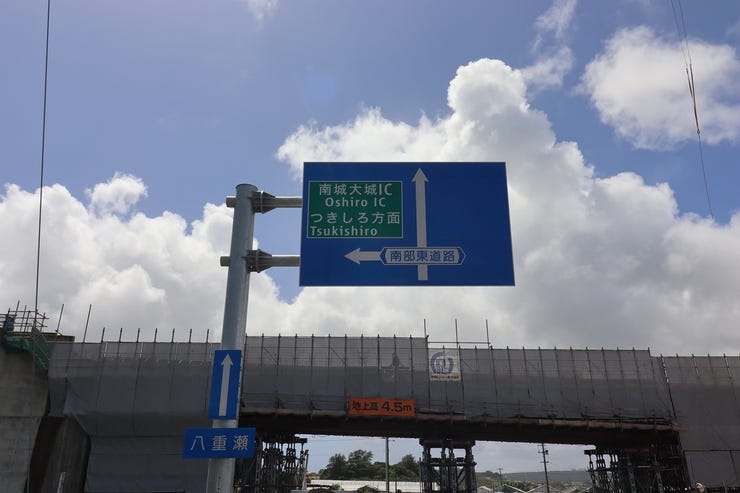 南城大城IC
Oshiro IC
つきしろ方面
Tsukishiro
南部東道路
地上高 4.5m
八重瀬